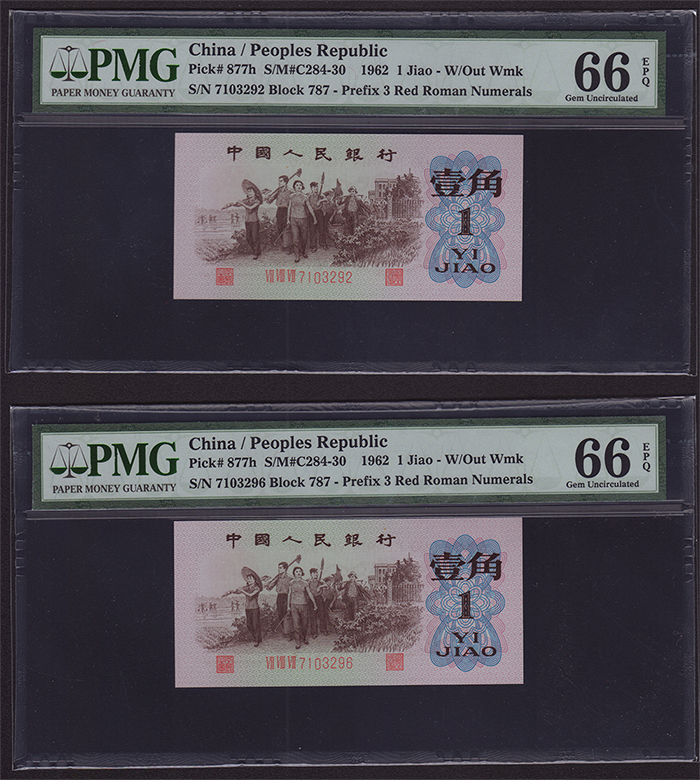 PMG
PAPER MONEY GUARANTY
China / Peoples Republic
Pick# 877h S/M#C284-30 1962 1 Jiao - W/Out Wmk
S/N 7103292 Block 787 - Prefix 3 Red Roman Numerals
66 EPQ
Gem Uncirculated
中國人民銀行
壹角
1
YI
JIAO
7103292
PMG
PAPER MONEY GUARANTY
China / Peoples Republic
Pick# 877h S/M#C284-30 1962 1 Jiao - W/Out Wmk
S/N 7103296 Block 787 - Prefix 3 Red Roman Numerals
66 EPQ
Gem Uncirculated
中國人民銀行
壹角
1
YI
JIAO
7103296